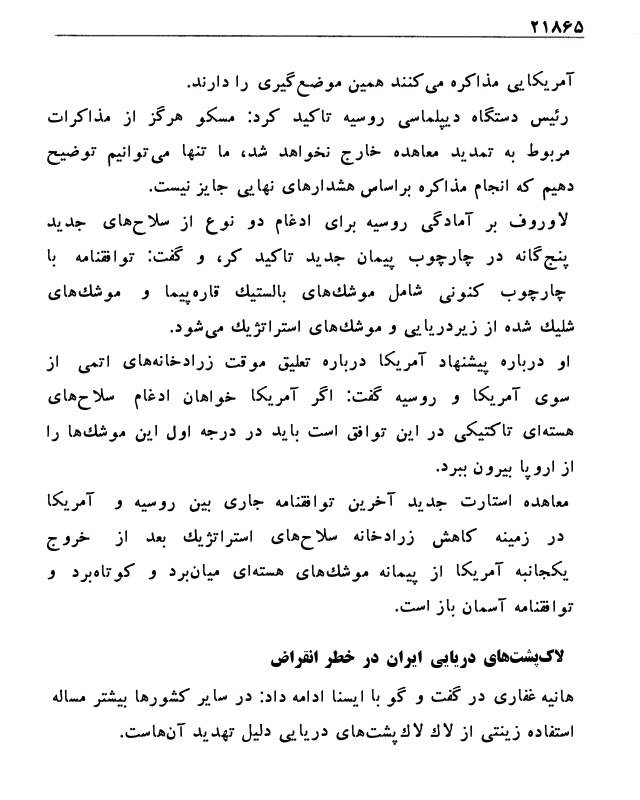 ۲۱۸۶۵
آمریکایی مذاکره می‌کنند همین موضع‌گیری را دارند.
رئیس دستگاه دیپلماسی روسیه تاکید کرد: مسکو هرگز از مذاکرات
مربوط به تمدید معاهده خارج نخواهد شد، ما تنها می‌توانیم توضیح
دهیم که انجام مذاکره براساس هشدارهای نهایی جایز نیست.
لاوروف بر آمادگی روسیه برای ادغام دو نوع از سلاح‌های جدید
پنج‌گانه در چارچوب پیمان جدید تاکید کر، و گفت: توافقنامه با
چارچوب کنونی شامل موشك‌های بالستیك قاره‌پیما و موشك‌های
شلیك شده از زیردریایی و موشك‌های استراتژیك می‌شود.
او درباره پیشنهاد آمریکا درباره تعلیق موقت زرادخانه‌های اتمی از
سوی آمریکا و روسیه گفت: اگر آمریکا خواهان ادغام سلاح‌های
هسته‌ای تاکتیکی در این توافق است باید در درجه اول این موشك‌ها را
از اروپا بیرون ببرد.
معاهده استارت جدید آخرین توافقنامه جاری بین روسیه و آمریکا
در زمینه کاهش زرادخانه سلاح‌های استراتژیك بعد از خروج
یکجانبه آمریکا از پیمانه موشك‌های هسته‌ای میان‌برد و کوتاه‌برد و
توافقنامه آسمان باز است.
لاک‌پشت‌های دریایی ایران در خطر انقراض
هانیه غفاری در گفت و گو با ایسنا ادامه داد: در سایر کشورها بیشتر مساله
استفاده زینتی از لاك لاك‌پشت‌های دریایی دلیل تهدید آن‌هاست.